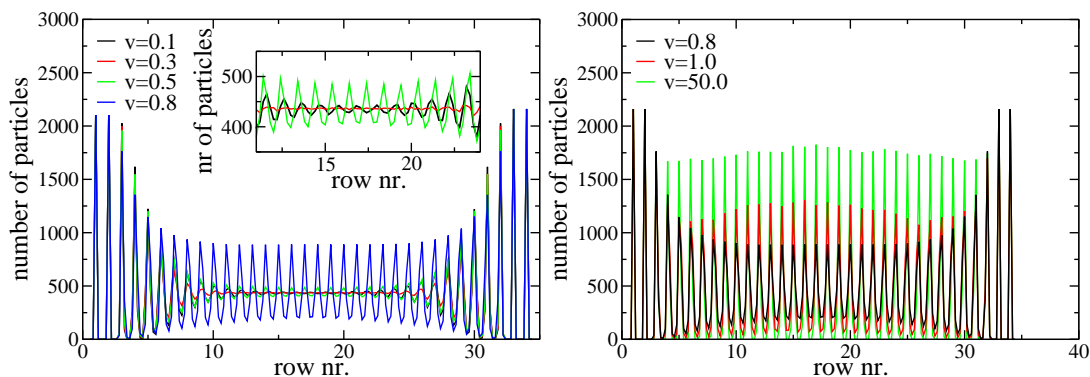 3000
2500
2000
1500
1000
500
0
number of particles
v=0.1
v=0.3
v=0.5
v=0.8
500
400
nr of particles
15 20
row nr.
0 10 20 30
row nr.
3000
2500
2000
1500
1000
500
0
number of particles
v=0.8
v=1.0
v=50.0
0 10 20 30 40
row nr.